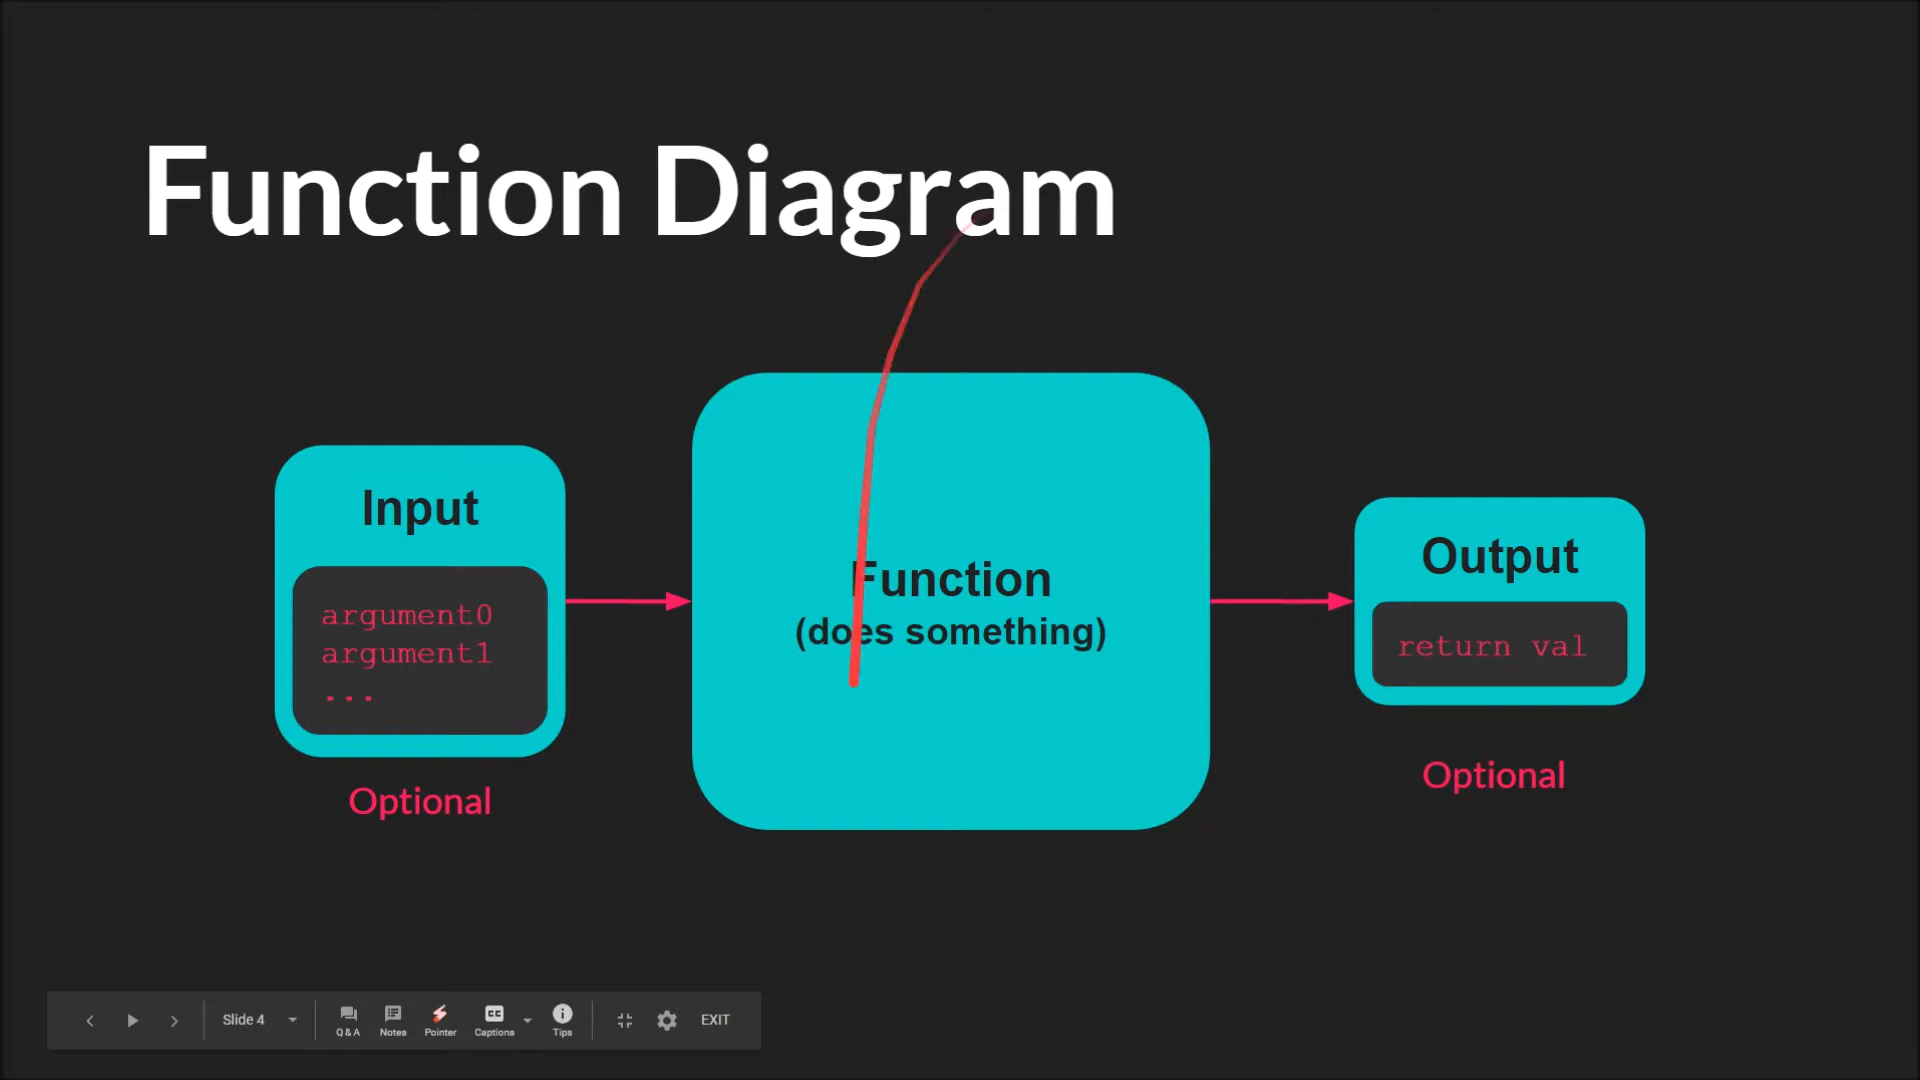 Function Diagram
Input
argument0
argument1
...
Optional
Function
(does something)
Output
return val
Optional
Slide 4
Q & A
Notes
Pointer
CC
Captions
Tips
EXIT